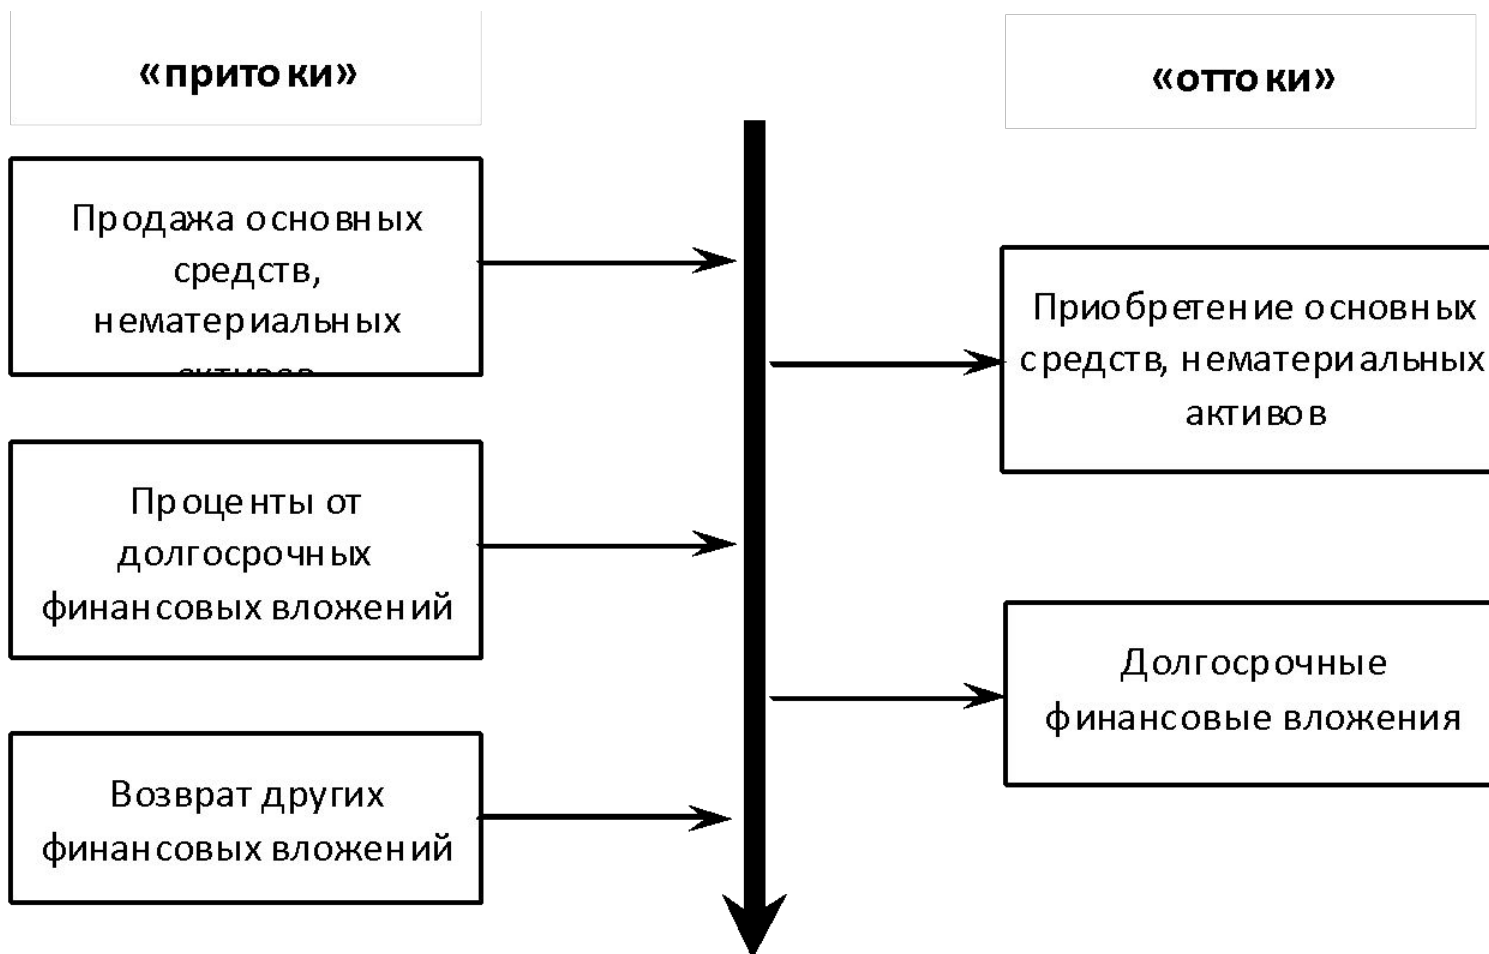 «притоки»
Продажа основных
средств,
нематериальных
активов
Проценты от
долгосрочных
финансовых вложений
Возврат других
финансовых вложений
«оттоки»
Приобретение основных
средств, нематериальных
активов
Долгосрочные
финансовые вложения